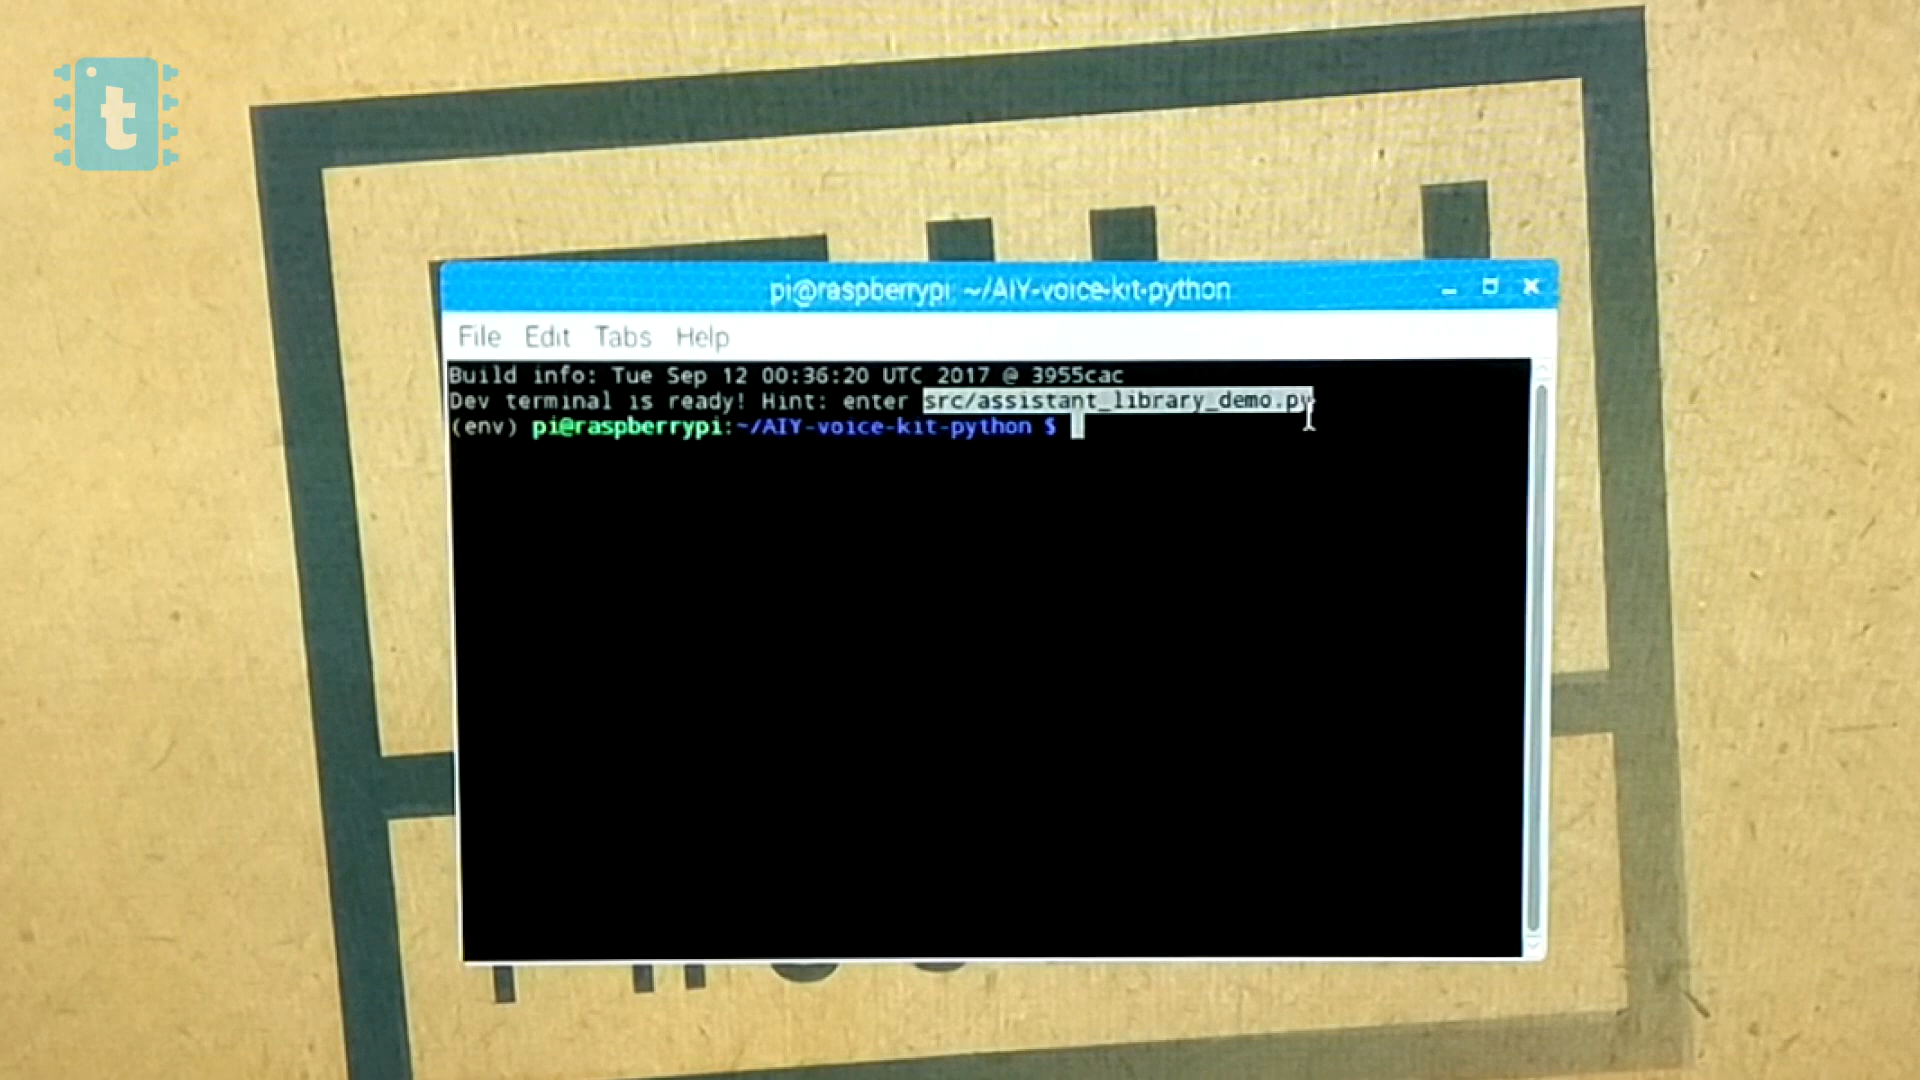 t
pi@raspberrypi: ~/AIY-voice-kit-python
File Edit Tabs Help
Build info: Tue Sep 12 00:36:20 UTC 2017 @ 3955cac
Dev terminal is ready! Hint: enter src/assistant_library_demo.py
(env) pi@raspberrypi:~/AIY-voice-kit-python $